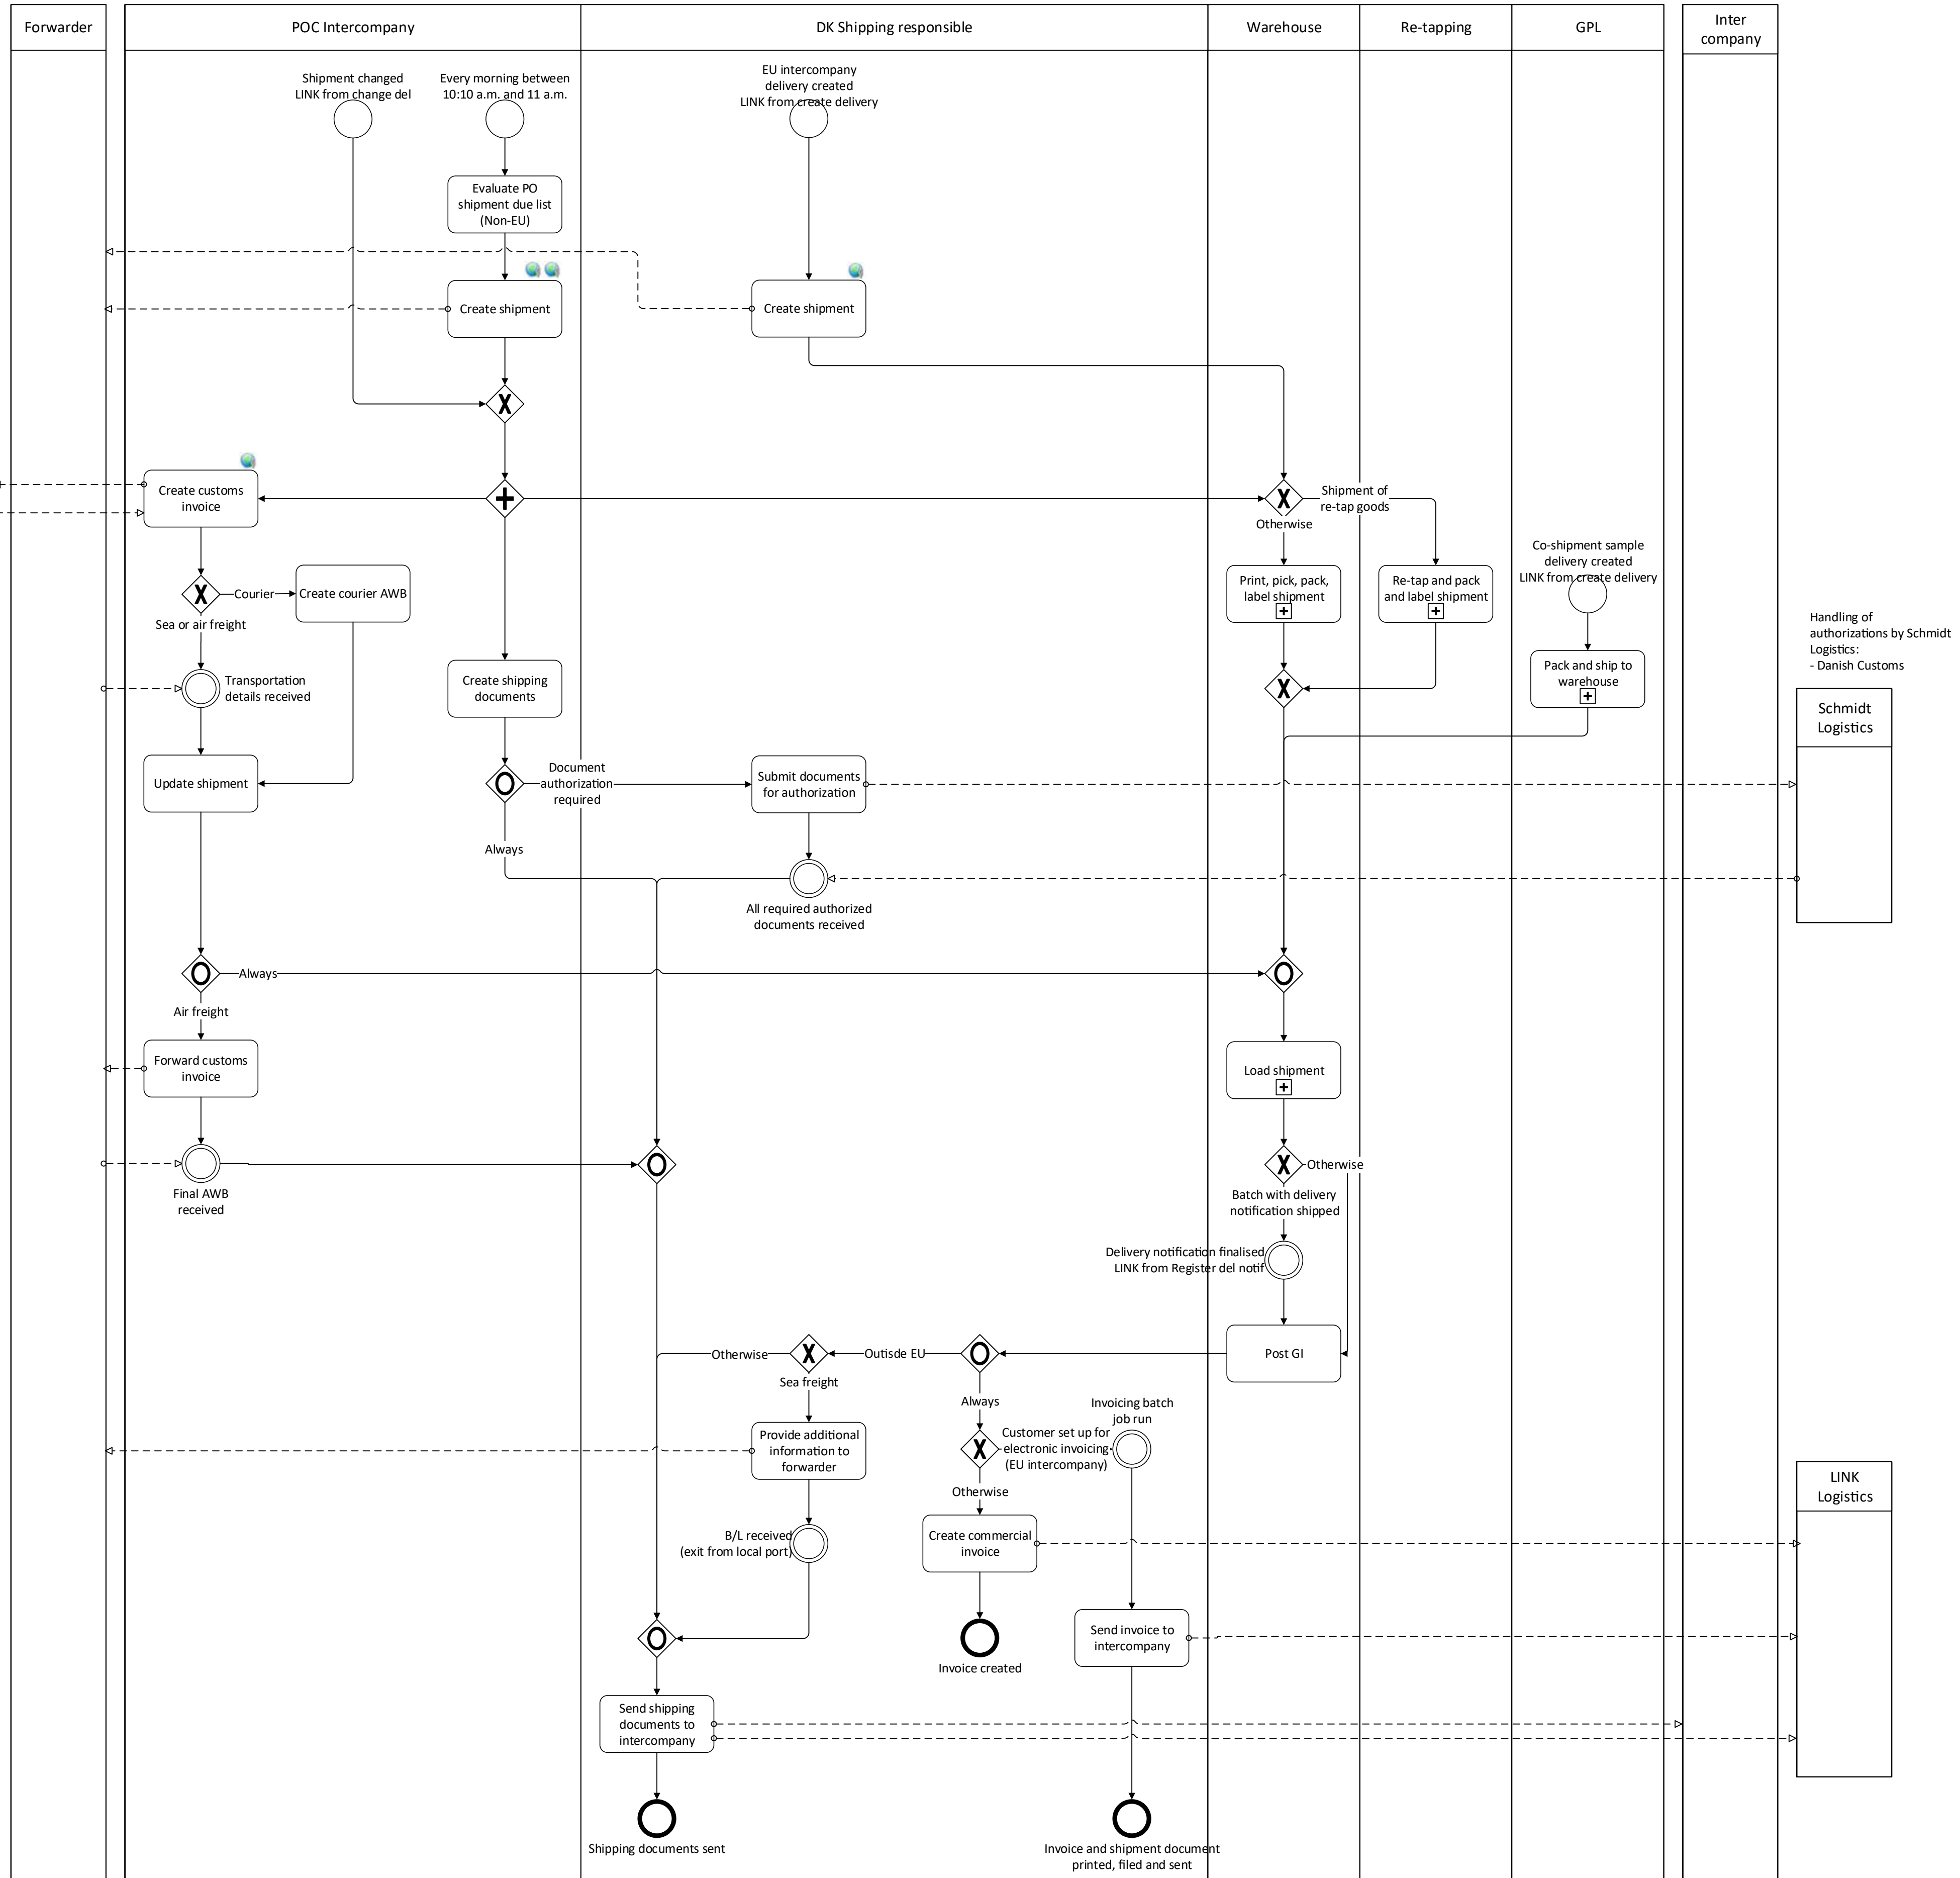 Forwarder
POC Intercompany
DK Shipping responsible
Warehouse
Re-tapping
GPL
Inter
company
Shipment changed
LINK from change del
Every morning between
10:10 a.m. and 11 a.m.
EU intercompany
delivery created
LINK from create delivery
Evaluate PO
shipment due list
(Non-EU)
Create shipment
Create shipment
Create customs
invoice
Shipment of
re-tap goods
Otherwise
Co-shipment sample
delivery created
LINK from create delivery
Courier
Create courier AWB
Print, pick, pack,
label shipment
Re-tap and pack
and label shipment
Sea or air freight
Handling of
authorizations by Schmidt
Logistics:
- Danish Customs
Transportation
details received
Create shipping
documents
Pack and ship to
warehouse
Schmidt
Logistics
Update shipment
Document
authorization
required
Submit documents
for authorization
Always
All required authorized
documents received
Always
Air freight
Forward customs
invoice
Load shipment
Final AWB
received
Otherwise
Batch with delivery
notification shipped
Delivery notification finalised
LINK from Register del notif
Otherwise
Outisde EU
Post GI
Sea freight
Always
Invoicing batch
job run
Provide additional
information to
forwarder
Customer set up for
electronic invoicing
(EU intercompany)
LINK
Logistics
Otherwise
B/L received
(exit from local port)
Create commercial
invoice
Send invoice to
intercompany
Invoice created
Send shipping
documents to
intercompany
Shipping documents sent
Invoice and shipment document
printed, filed and sent